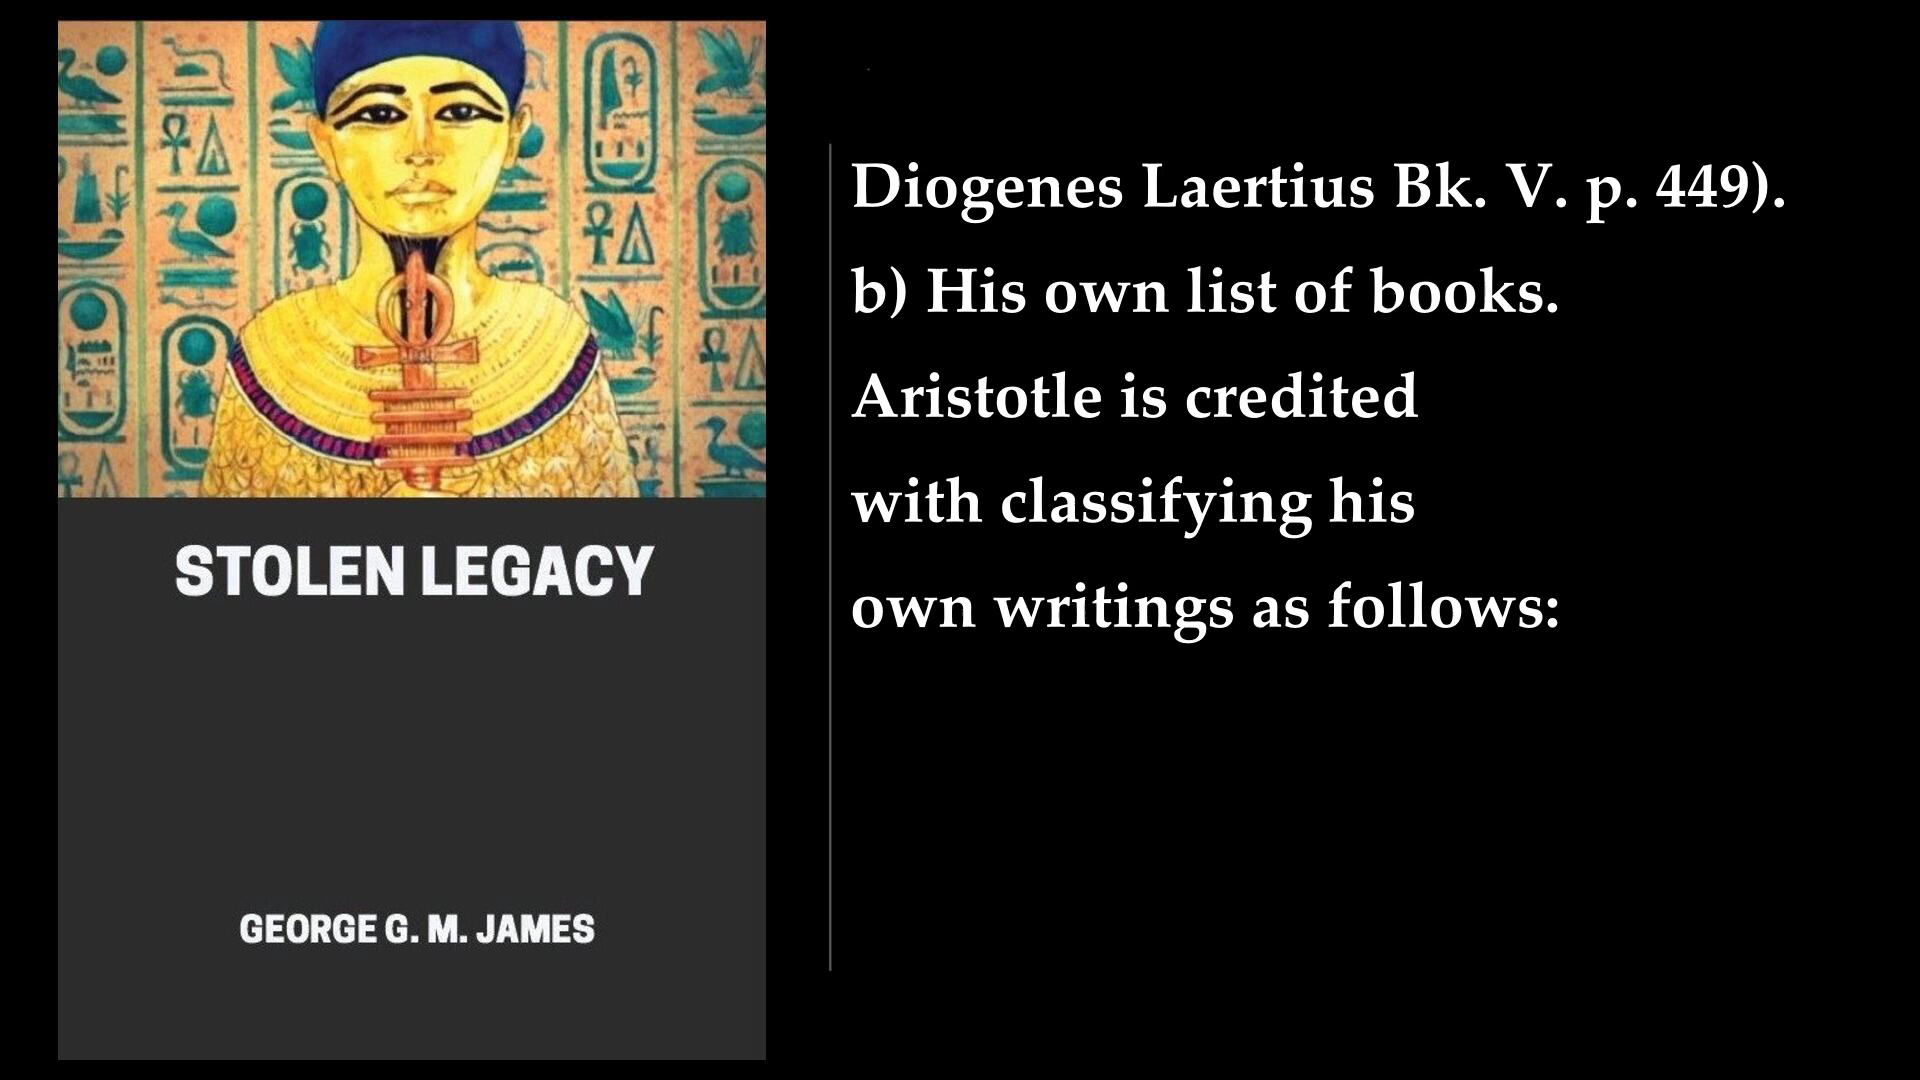 STOLEN LEGACY
GEORGE G. M. JAMES
Diogenes Laertius Bk. V. p. 449).
b) His own list of books.
Aristotle is credited
with classifying his
own writings as follows: